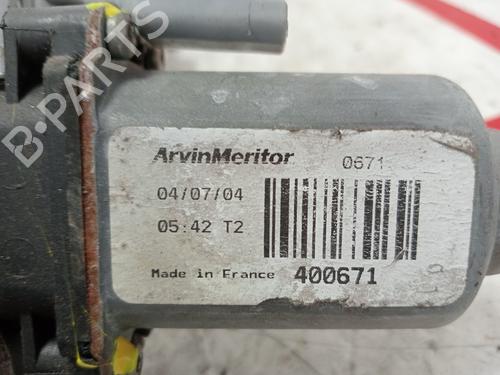 ArvinMeritor 0671
04/07/04
05:42 T2
Made in France 400671
B-PARTS